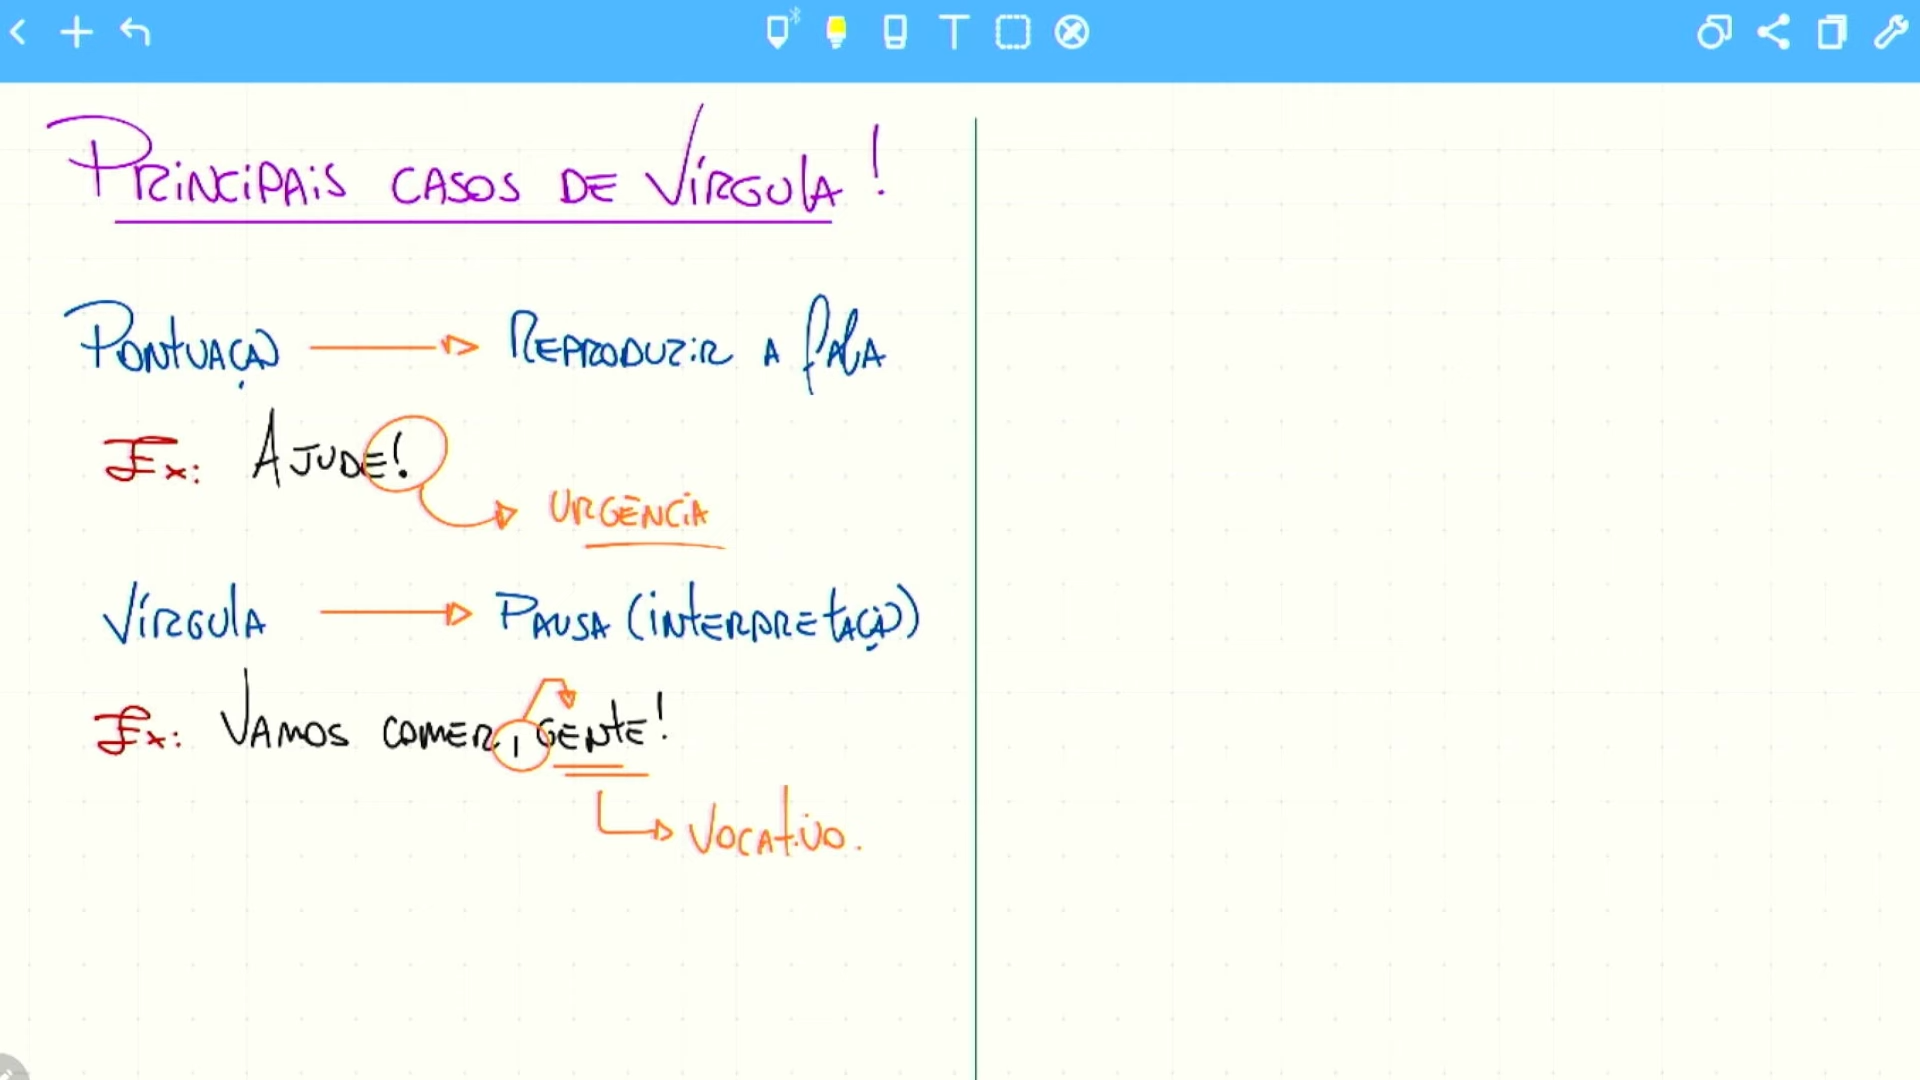 PRINCIPAIS CASOS DE VÍRGULA!
PONTUAÇÃO → REPRODUZIR A FALA
Ex: AJUDE!
URGÊNCIA
VÍRGULA → PAUSA (INTERPRETAÇÃO)
Ex: VAMOS COMER, GENTE!
VOCATIVO.